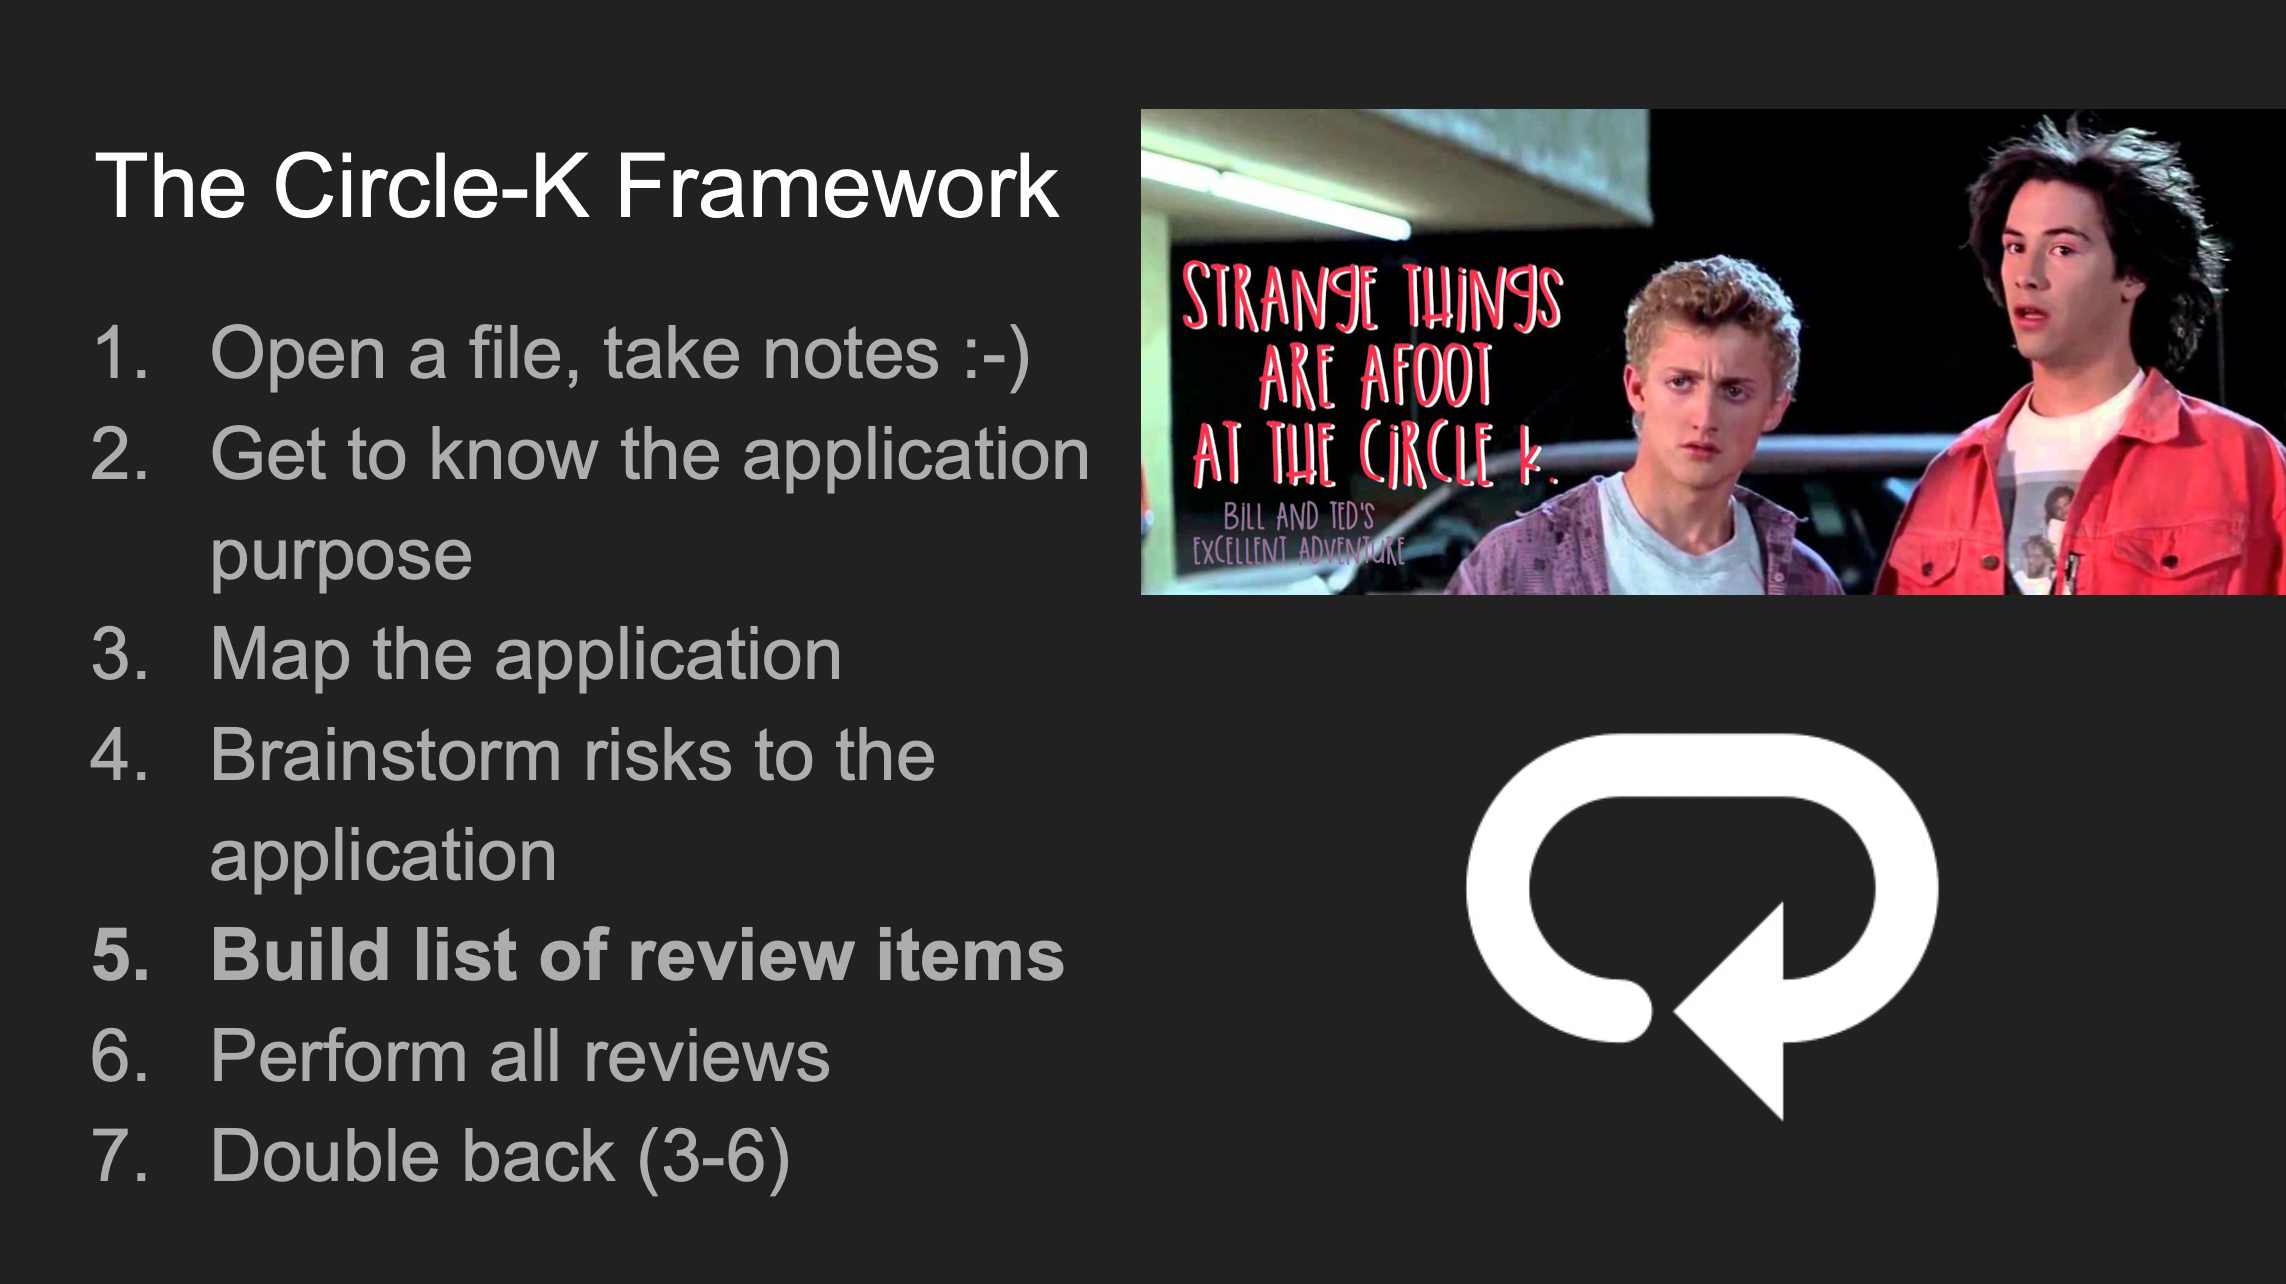 The Circle-K Framework
1. Open a file, take notes :-)
2. Get to know the application
purpose
3. Map the application
4. Brainstorm risks to the
application
5. Build list of review items
6. Perform all reviews
7. Double back (3-6)
STRANGE THINGS
ARE AFOOT
AT THE CIRCLE K.
BILL AND TED'S
EXCELLENT ADVENTURE